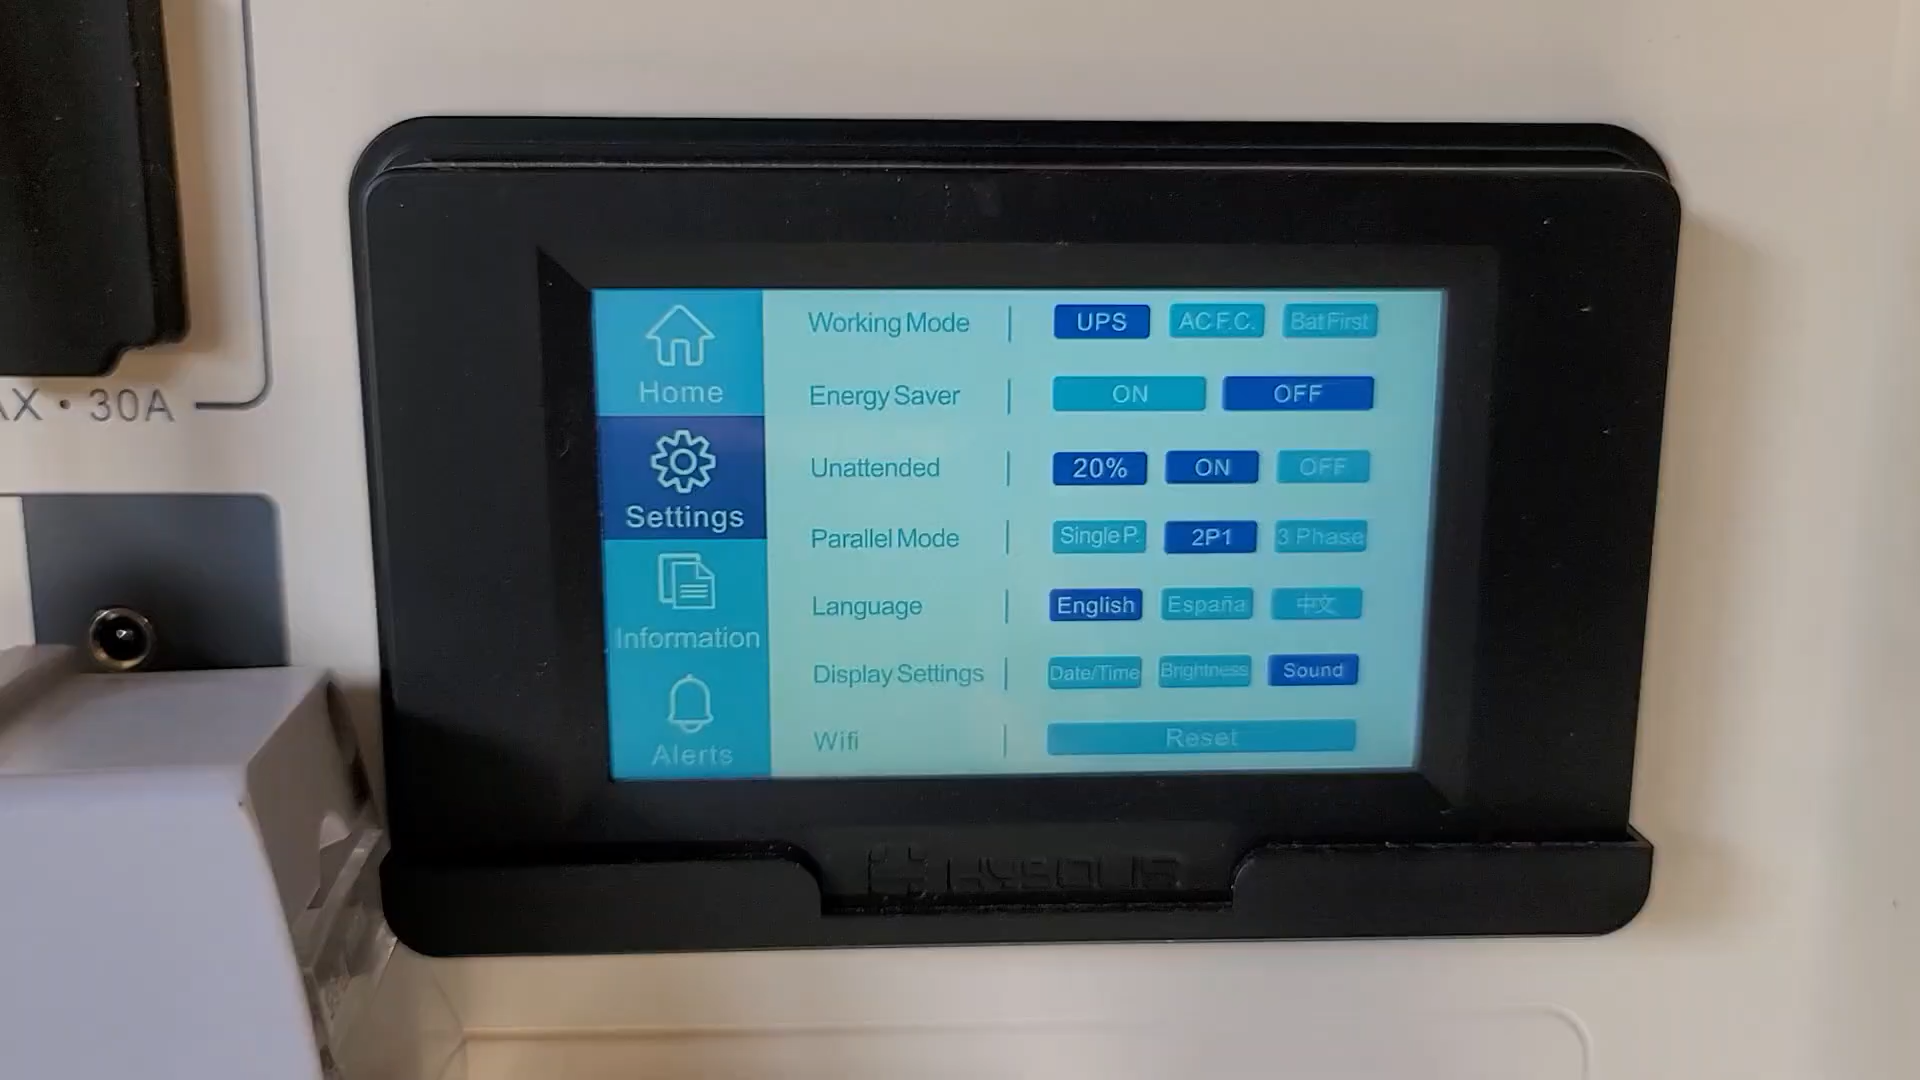 AX · 30A
Home
Settings
Information
Alerts
Working Mode | UPS AC F.C. Bat First
Energy Saver | ON OFF
Unattended | 20% ON OFF
Parallel Mode | Single P. 2P1 3 Phase
Language | English España 中文
Display Settings | Date/Time Brightness Sound
Wifi | Reset